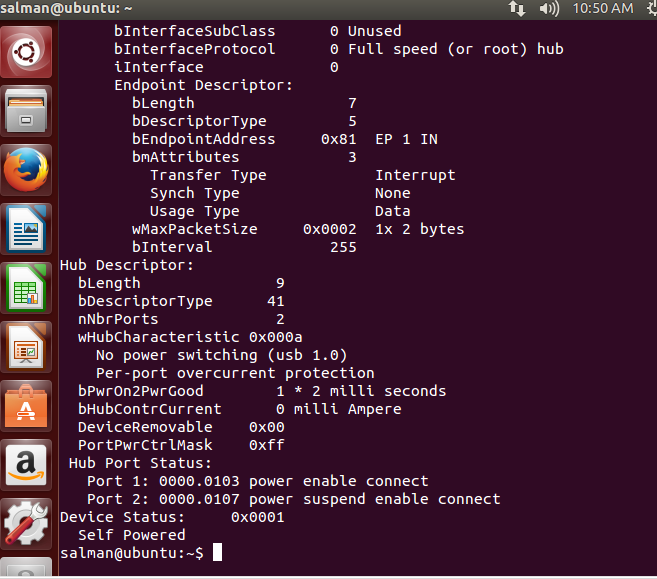 salman@ubuntu: ~ 10:50 AM
bInterfaceSubClass 0 Unused
bInterfaceProtocol 0 Full speed (or root) hub
iInterface 0
Endpoint Descriptor:
bLength 7
bDescriptorType 5
bEndpointAddress 0x81 EP 1 IN
bmAttributes 3
Transfer Type Interrupt
Synch Type None
Usage Type Data
wMaxPacketSize 0x0002 1x 2 bytes
bInterval 255
Hub Descriptor:
bLength 9
bDescriptorType 41
nNbrPorts 2
wHubCharacteristic 0x000a
No power switching (usb 1.0)
Per-port overcurrent protection
bPwrOn2PwrGood 1 * 2 milli seconds
bHubContrCurrent 0 milli Ampere
DeviceRemovable 0x00
PortPwrCtrlMask 0xff
Hub Port Status:
Port 1: 0000.0103 power enable connect
Port 2: 0000.0107 power suspend enable connect
Device Status: 0x0001
Self Powered
salman@ubuntu:~$